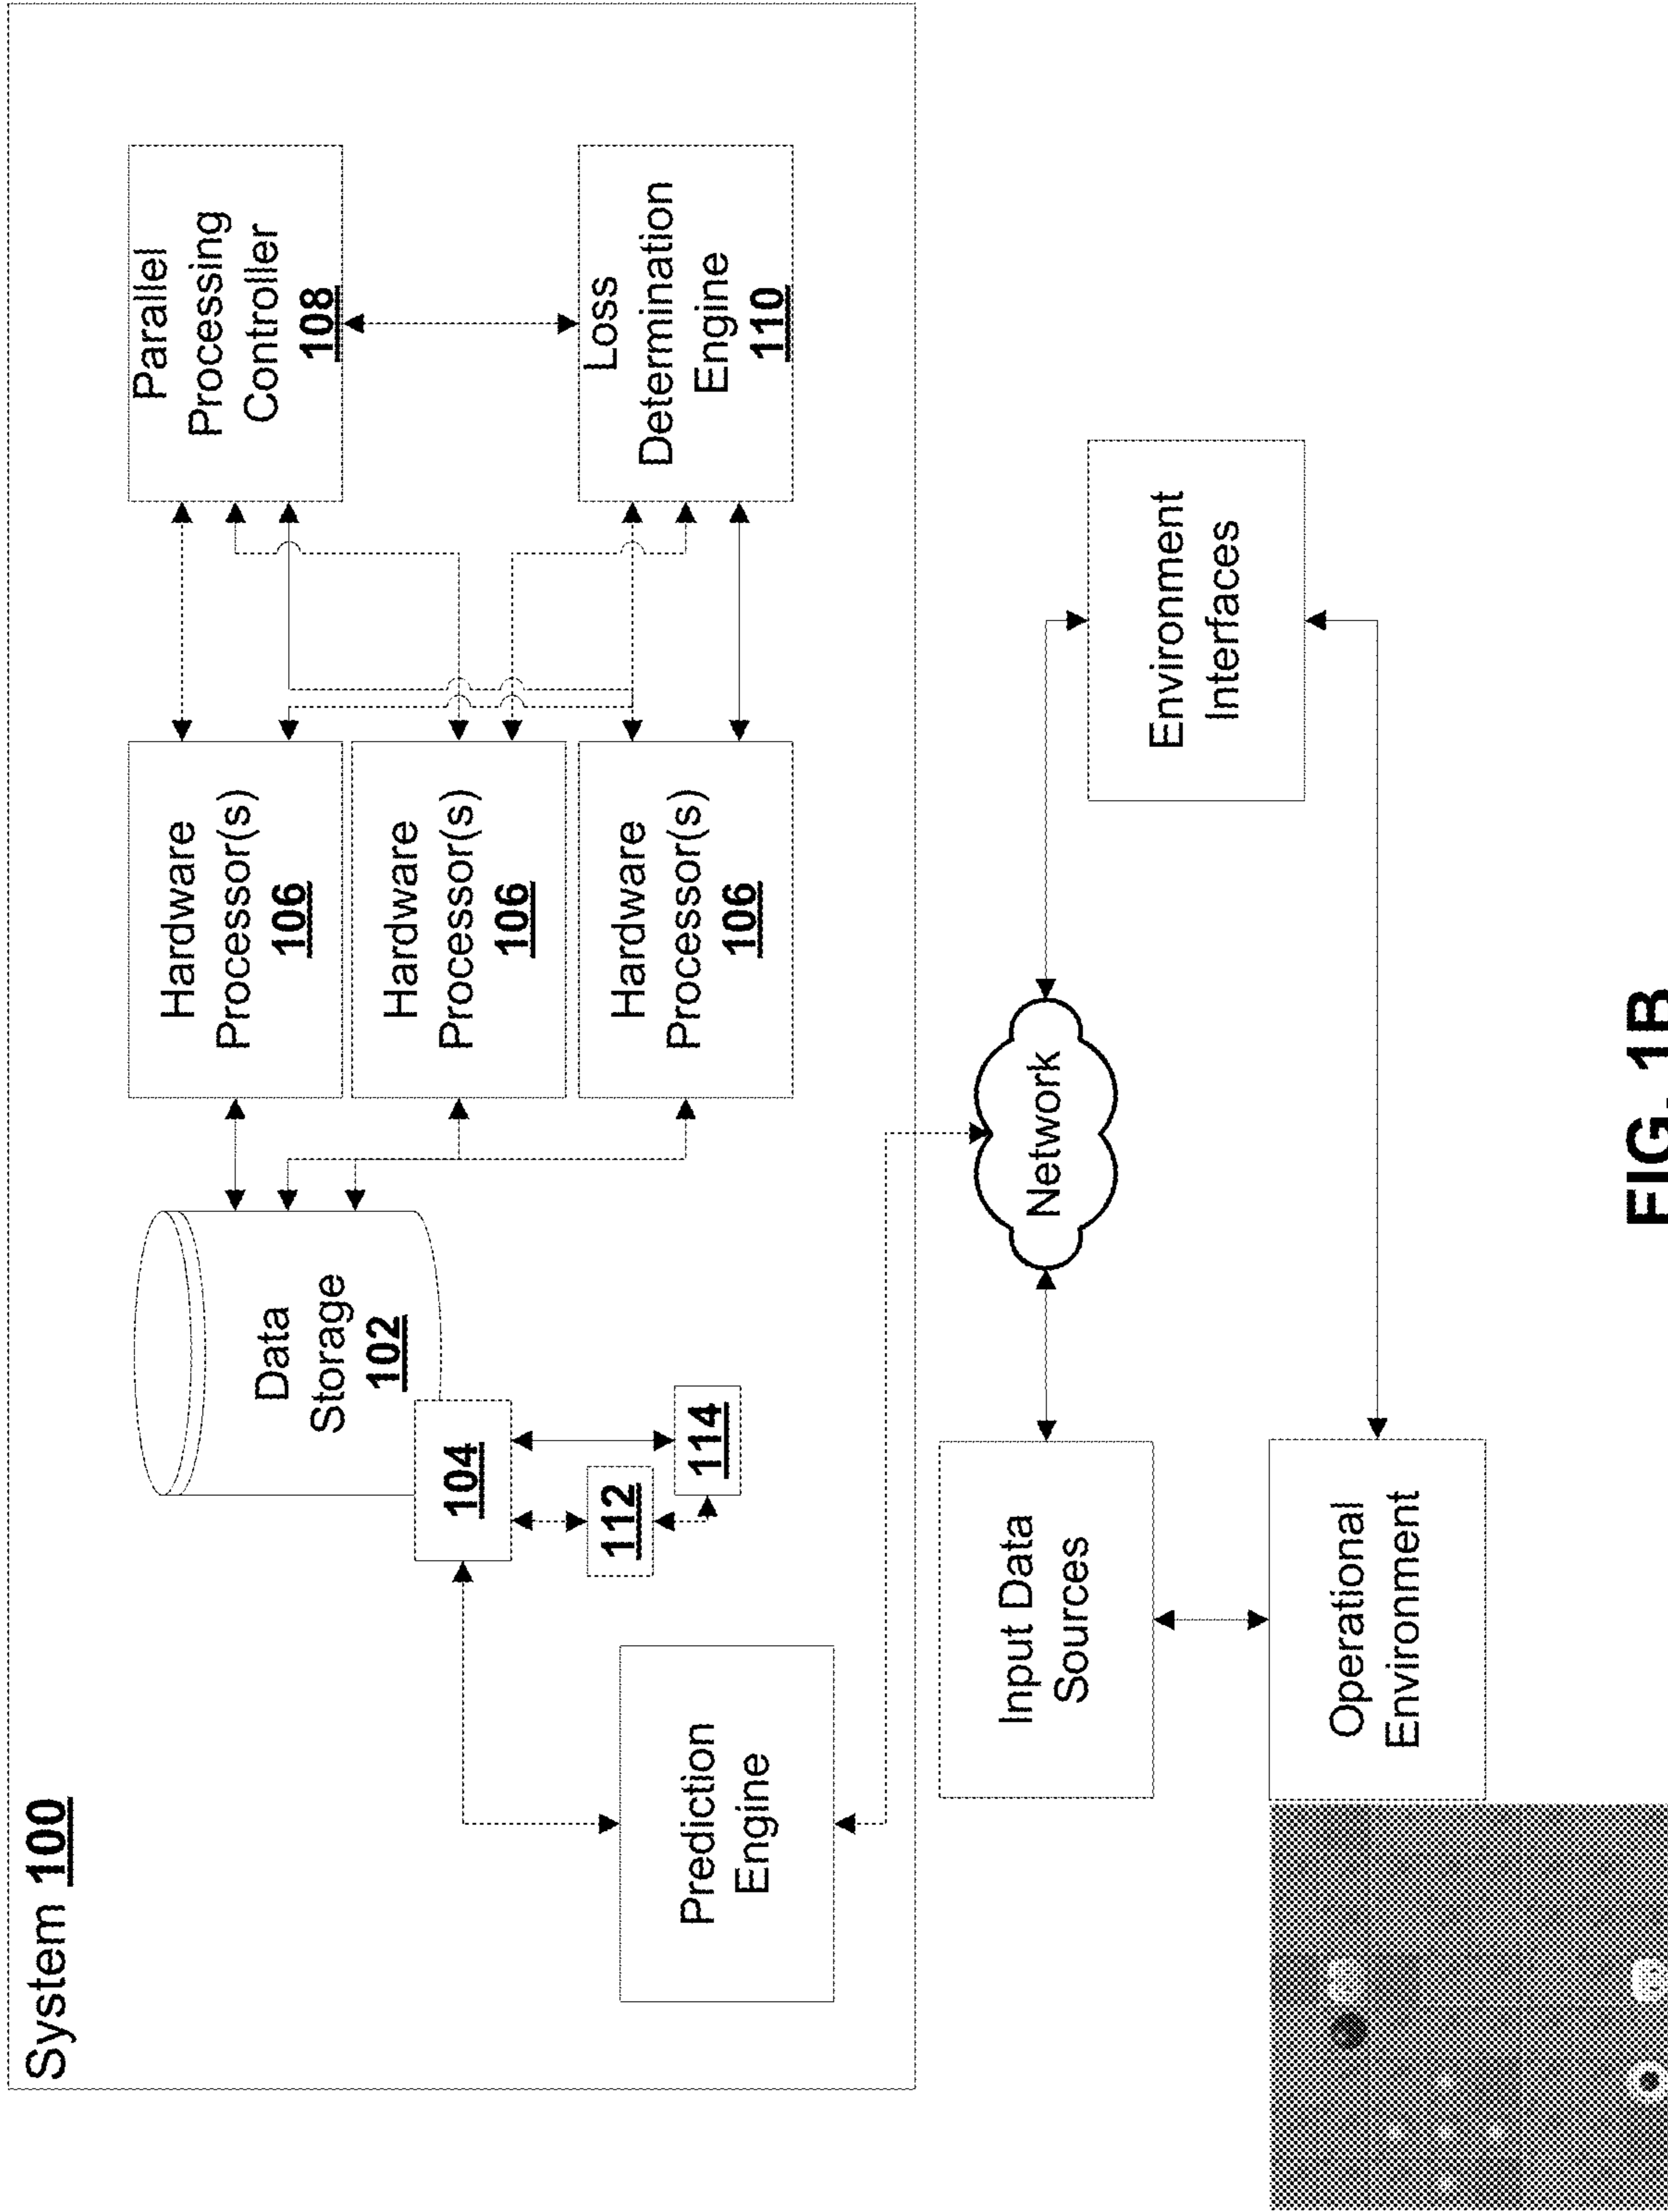 System 100
Data
Storage
102
104
112
114
Hardware
Processor(s)
106
Hardware
Processor(s)
106
Hardware
Processor(s)
106
Parallel
Processing
Controller
108
Loss
Determination
Engine
110
Prediction
Engine
Network
Input Data
Sources
Operational
Environment
Environment
Interfaces
FIG. 1B